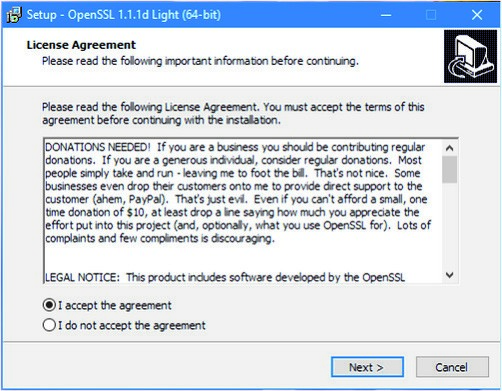 Setup - OpenSSL 1.1.1d Light (64-bit)
License Agreement
Please read the following important information before continuing.
Please read the following License Agreement. You must accept the terms of this
agreement before continuing with the installation.
DONATIONS NEEDED!  If you are a business you should be contributing regular
donations.  If you are a generous individual, consider regular donations.  Most
people simply take and run - leaving me to foot the bill.  That's not nice.  Some
businesses even drop their customers onto me to provide direct support to the
customer (ahem, PayPal).  That's just evil.  Even if you can't afford a small, one
time donation of $10, at least drop a line saying how much you appreciate the
effort put into this project (and, optionally, what you use OpenSSL for).  Lots of
complaints and few compliments is discouraging.
LEGAL NOTICE:  This product includes software developed by the OpenSSL
I accept the agreement
I do not accept the agreement
Next >
Cancel